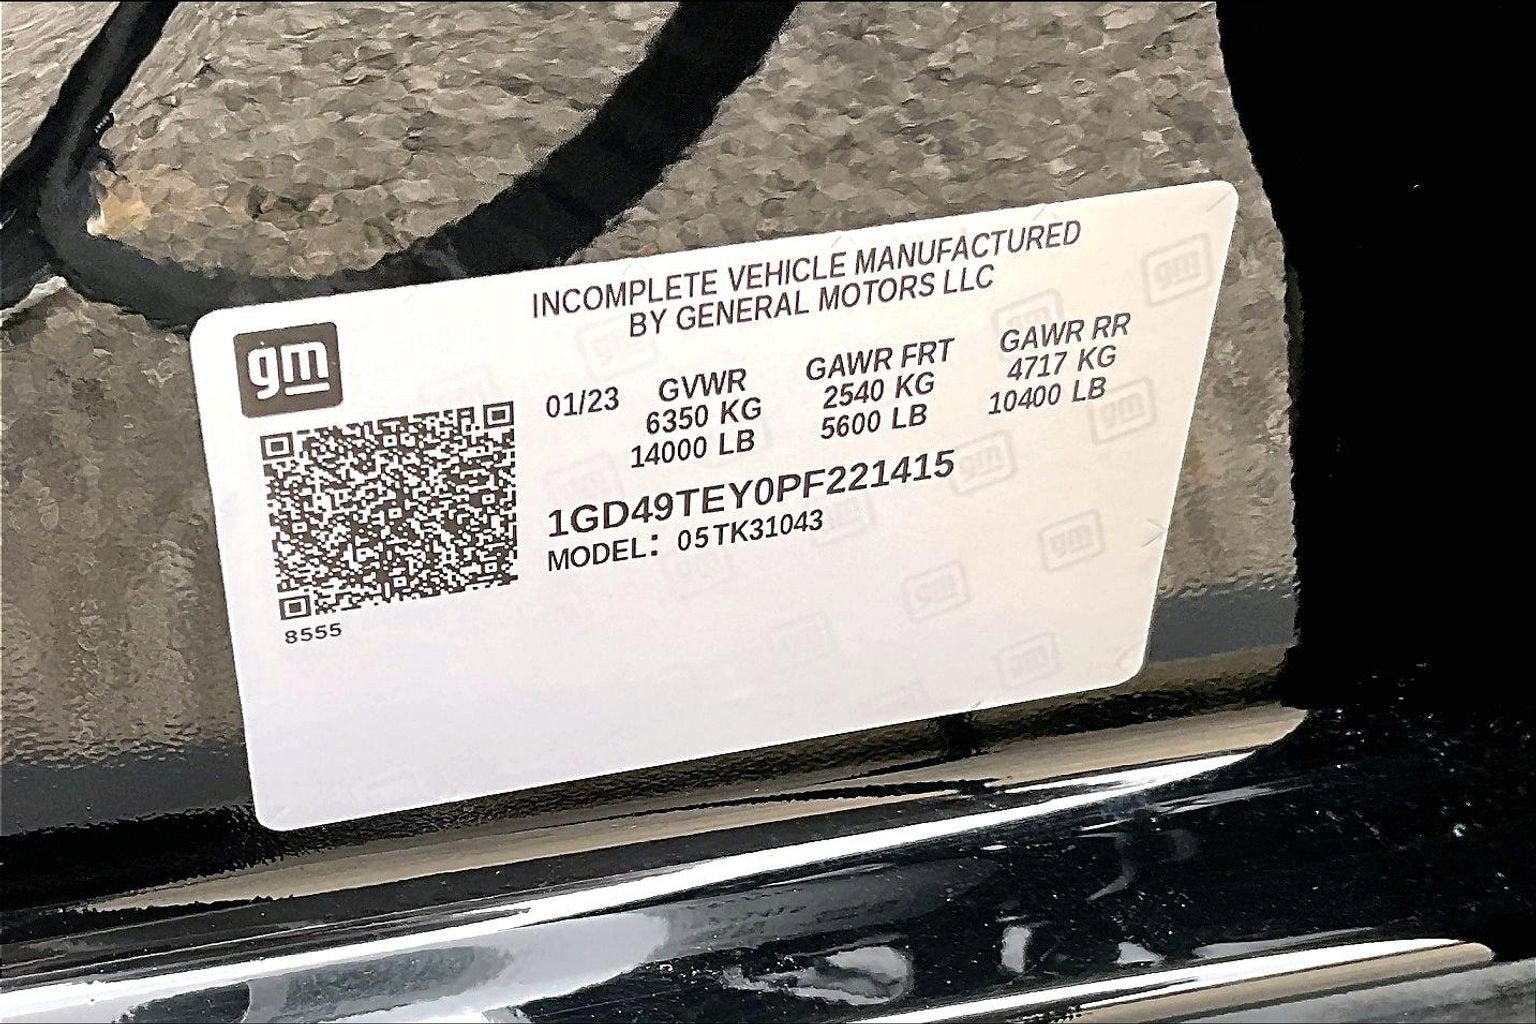 INCOMPLETE VEHICLE MANUFACTURED
BY GENERAL MOTORS LLC
gm
01/23 GVWR GAWR FRT GAWR RR
6350 KG 2540 KG 4717 KG
14000 LB 5600 LB 10400 LB
1GD49TEY0PF221415
MODEL: 05TK31043
8555